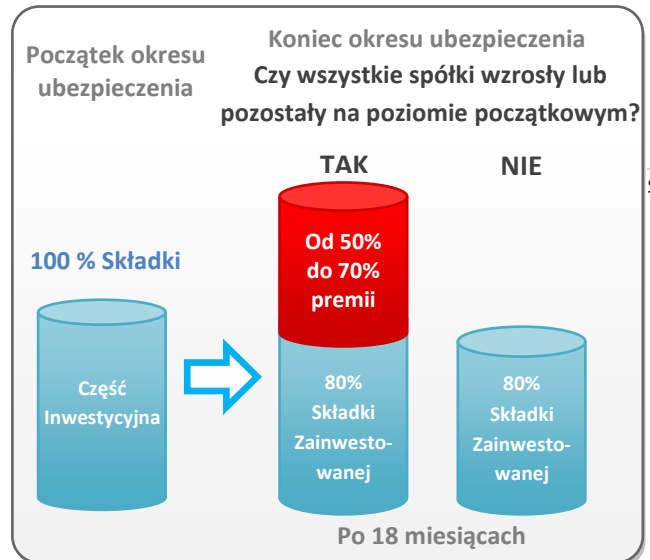 Początek okresu
ubezpieczenia
Koniec okresu ubezpieczenia
Czy wszystkie spółki wzrosły lub
pozostały na poziomie początkowym?
TAK
NIE
100 % Składki
Część
Inwestycyjna
Od 50%
do 70%
premii
80%
Składki
Zainwesto-
wanej
80%
Składki
Zainwesto-
wanej
Po 18 miesiącach